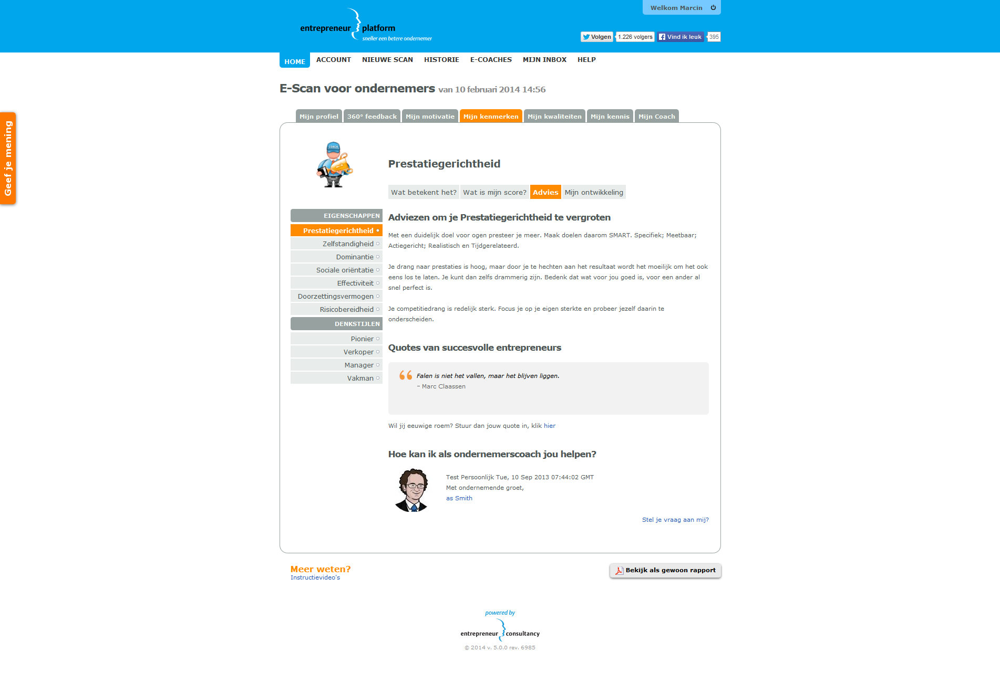 Welkom Marcin
entrepreneur platform
sneller een betere ondernemer
Volgen 1.226 volgers Vind ik leuk 395
HOME ACCOUNT NIEUWE SCAN HISTORIE E-COACHES MIJN INBOX HELP
E-Scan voor ondernemers van 10 februari 2014 14:56
Geef je mening
Mijn profiel 360° feedback Mijn motivatie Mijn kenmerken Mijn kwaliteiten Mijn kennis Mijn Coach
COACH
Prestatiegerichtheid
Wat betekent het? Wat is mijn score? Advies Mijn ontwikkeling
EIGENSCHAPPEN
Prestatiegerichtheid
Zelfstandigheid
Dominantie
Sociale oriëntatie
Effectiviteit
Doorzettingsvermogen
Risicobereidheid
DENKSTIJLEN
Pionier
Verkoper
Manager
Vakman
Adviezen om je Prestatiegerichtheid te vergroten
Met een duidelijk doel voor ogen presteer je meer. Maak doelen daarom SMART. Specifiek; Meetbaar;
Actiegericht; Realistisch en Tijdgerelateerd.
Je drang naar prestaties is hoog, maar door je te hechten aan het resultaat wordt het moeilijk om het ook
eens los te laten. Je kunt dan zelfs drammerig zijn. Bedenk dat wat voor jou goed is, voor een ander al
snel perfect is.
Je competitiedrang is redelijk sterk. Focus je op je eigen sterkte en probeer jezelf daarin te
onderscheiden.
Quotes van succesvolle entrepreneurs
“ Falen is niet het vallen, maar het blijven liggen.
– Marc Claassen
Wil jij eeuwige roem? Stuur dan jouw quote in, klik hier
Hoe kan ik als ondernemerscoach jou helpen?
Test Persoonlijk Tue, 10 Sep 2013 07:44:02 GMT
Met ondernemende groet,
as Smith
Stel je vraag aan mij?
Meer weten?
Instructievideo's
Bekijk als gewoon rapport
powered by
entrepreneur consultancy
© 2014 v. 5.0.0 rev. 6985